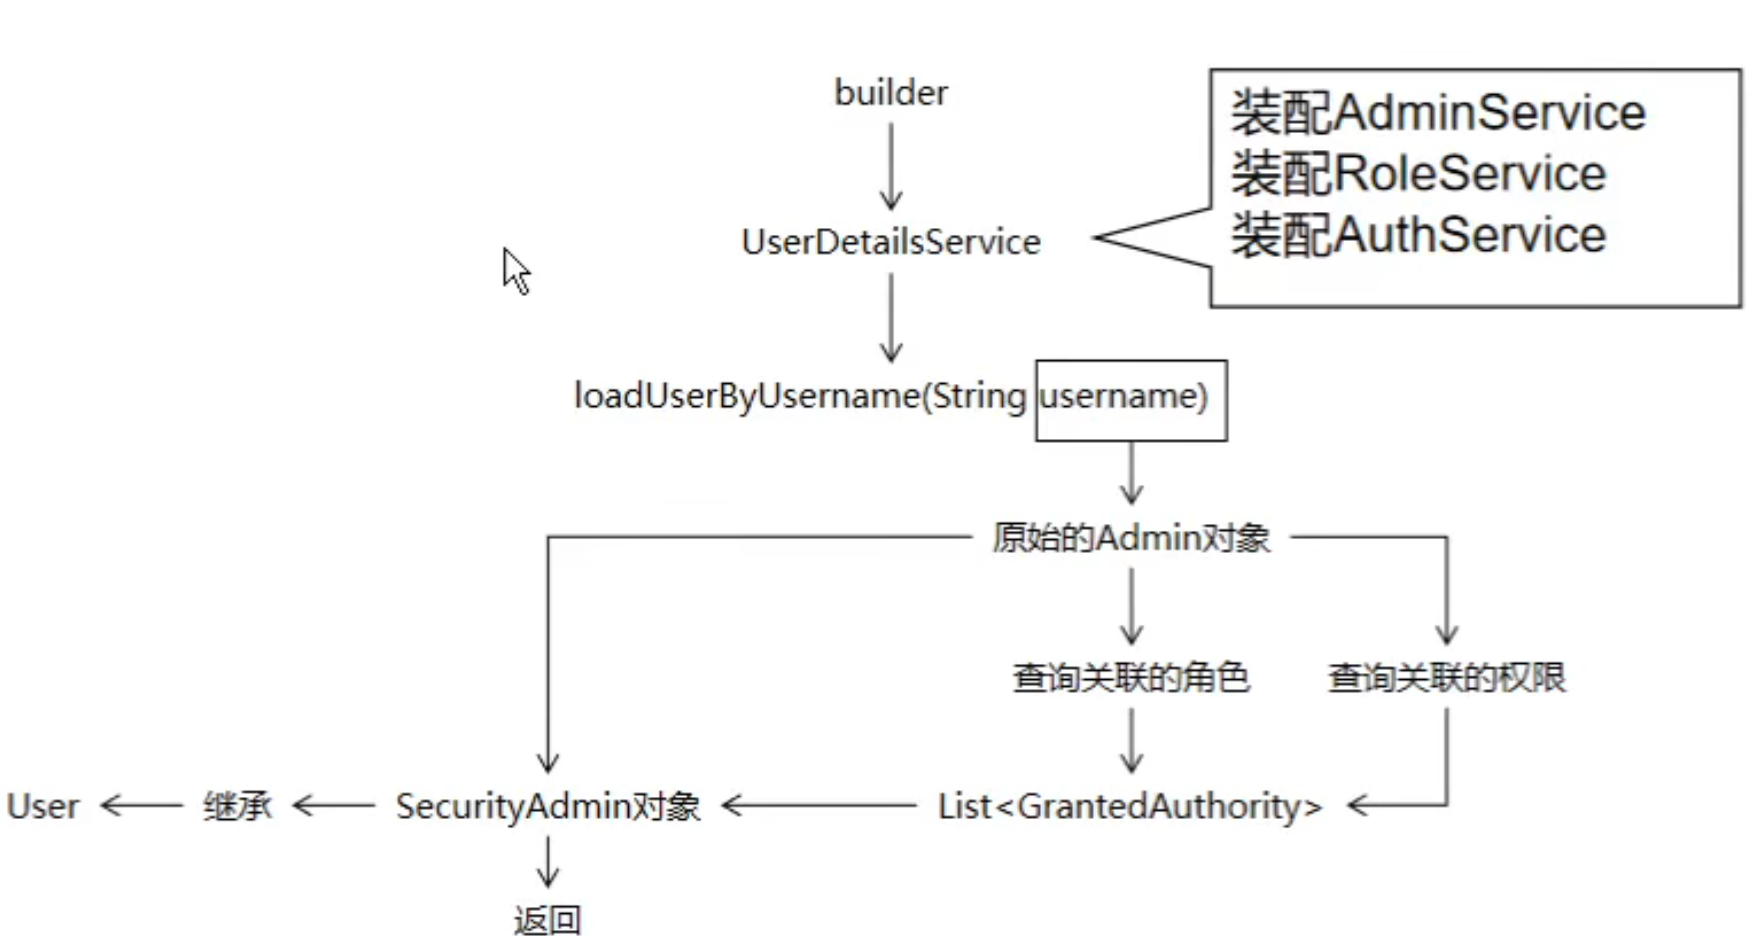 builder
装配AdminService
装配RoleService
装配AuthService
UserDetailsService
loadUserByUsername(String username)
原始的Admin对象
查询关联的角色
查询关联的权限
User
继承
SecurityAdmin对象
List<GrantedAuthority>
返回